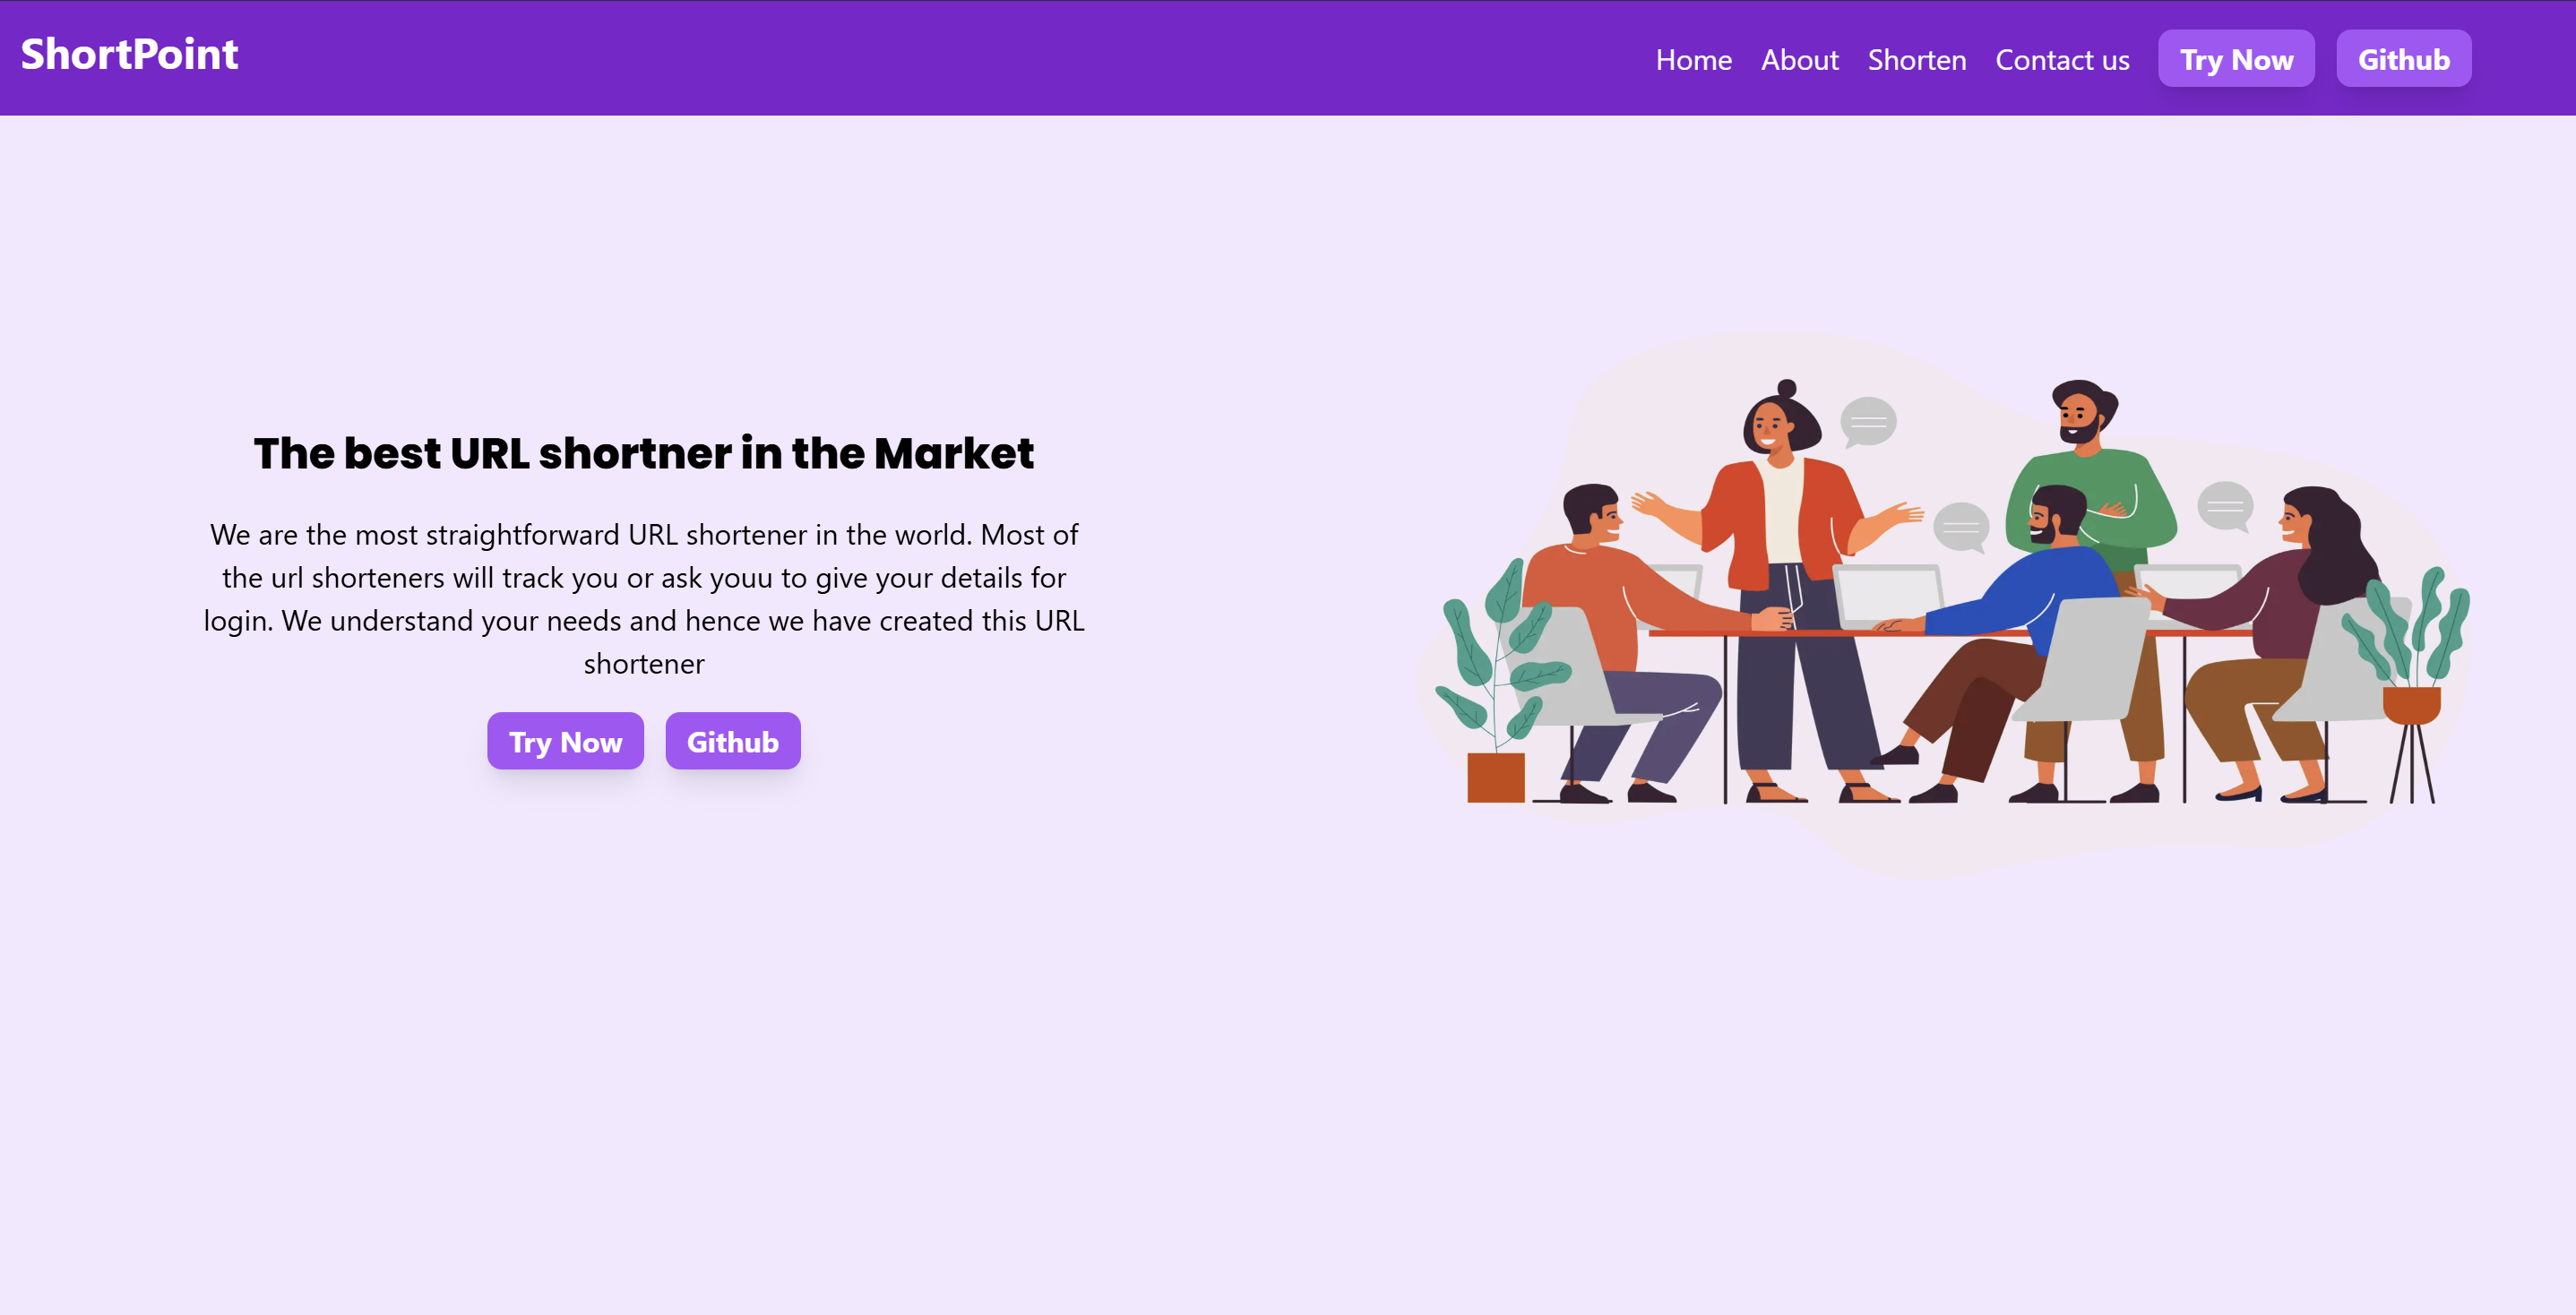 ShortPoint
Home About Shorten Contact us Try Now Github
The best URL shortner in the Market
We are the most straightforward URL shortener in the world. Most of
the url shorteners will track you or ask youu to give your details for
login. We understand your needs and hence we have created this URL
shortener
Try Now Github